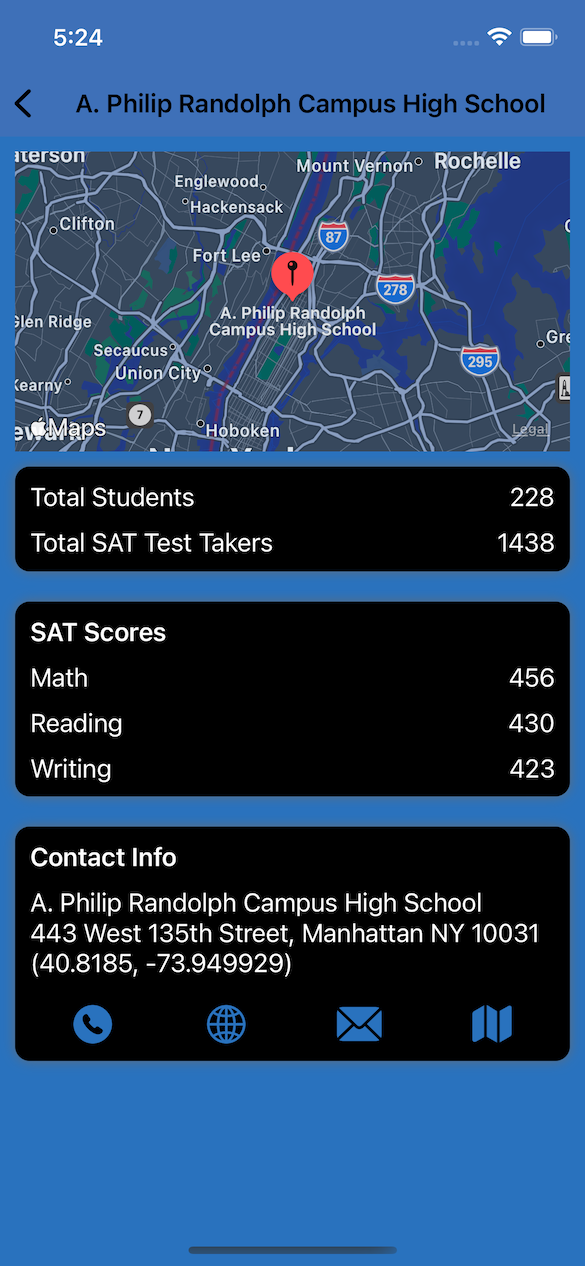 5:24
A. Philip Randolph Campus High School
aterson
Mount Vernon
Rochelle
Englewood
Hackensack
Clifton
87
Fort Lee
278
A. Philip Randolph
Campus High School
Glen Ridge
Gre
Secaucus
295
Union City
Kearny
7
Maps
Hoboken
Legal
Total Students 228
Total SAT Test Takers 1438
SAT Scores
Math 456
Reading 430
Writing 423
Contact Info
A. Philip Randolph Campus High School
443 West 135th Street, Manhattan NY 10031
(40.8185, -73.949929)